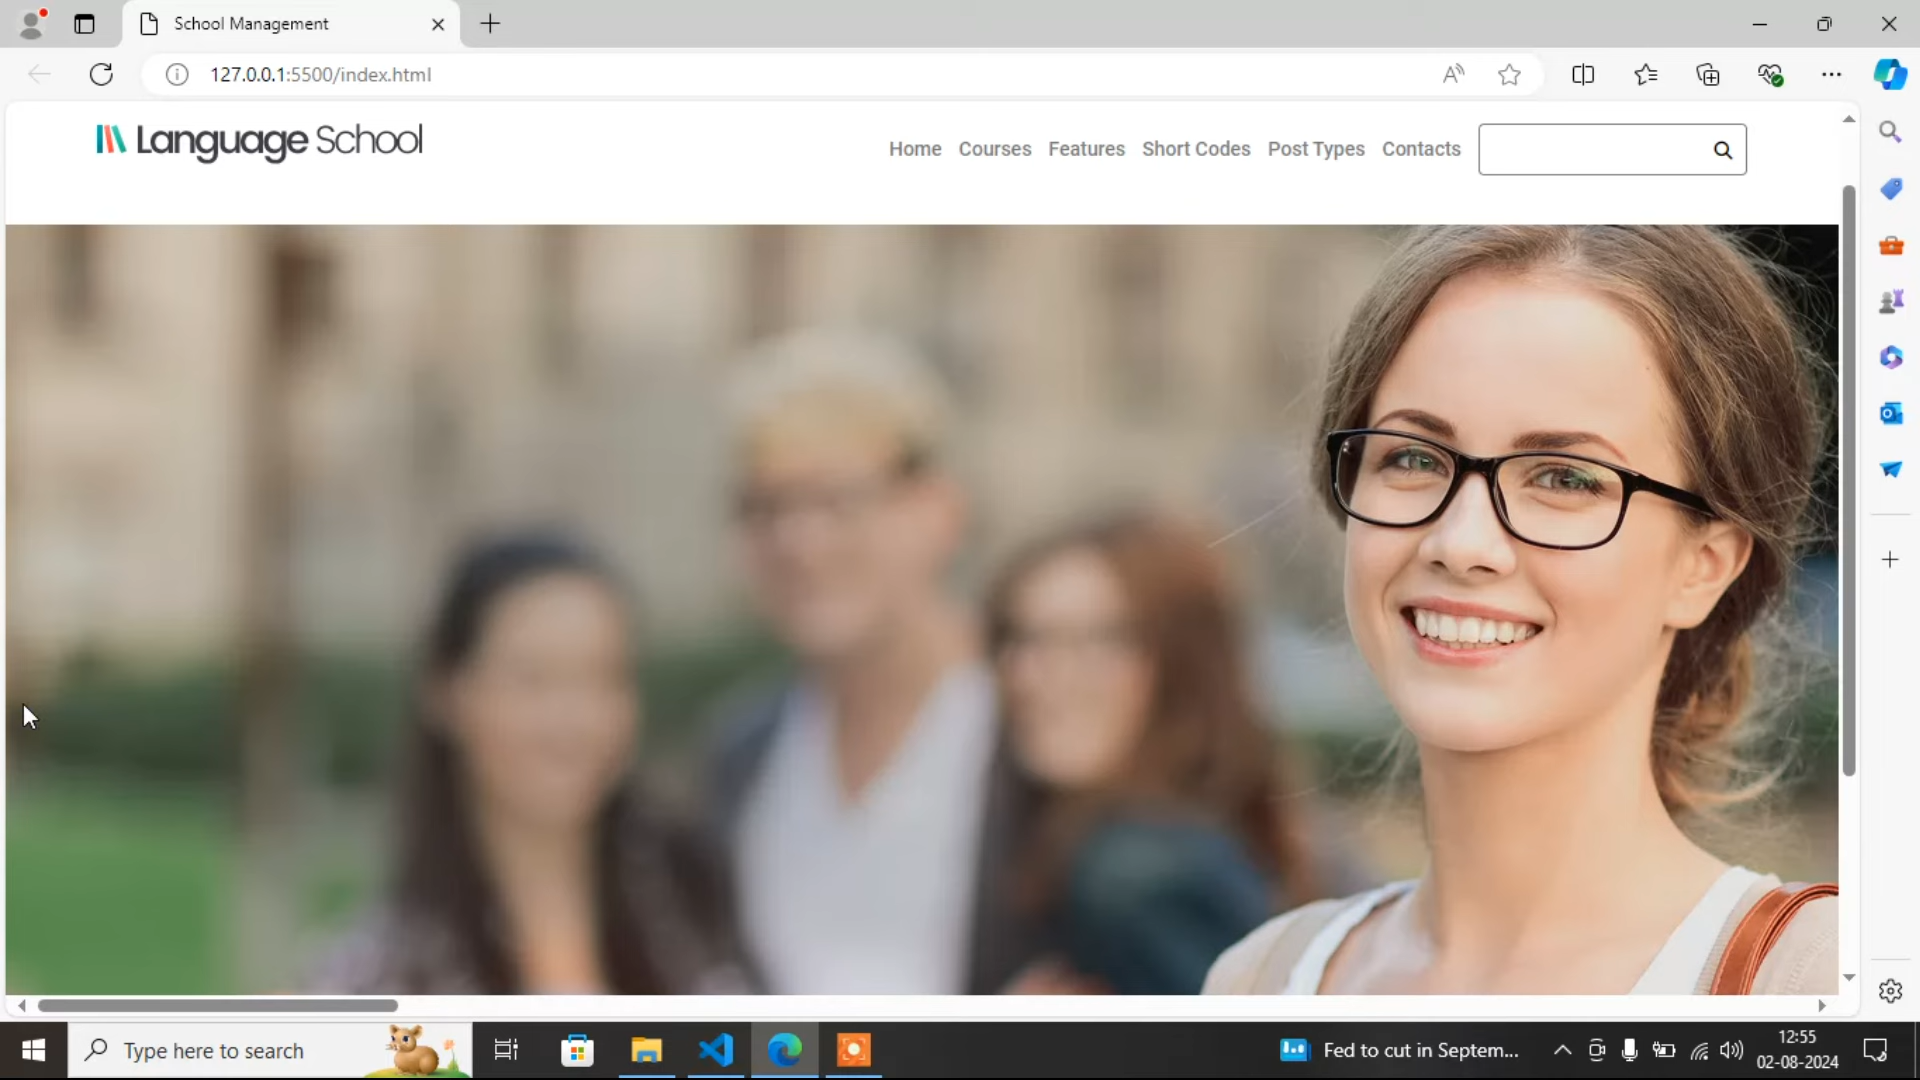 School Management
127.0.0.1:5500/index.html
Language School
Home Courses Features Short Codes Post Types Contacts
Type here to search
Fed to cut in Septem...
12:55
02-08-2024